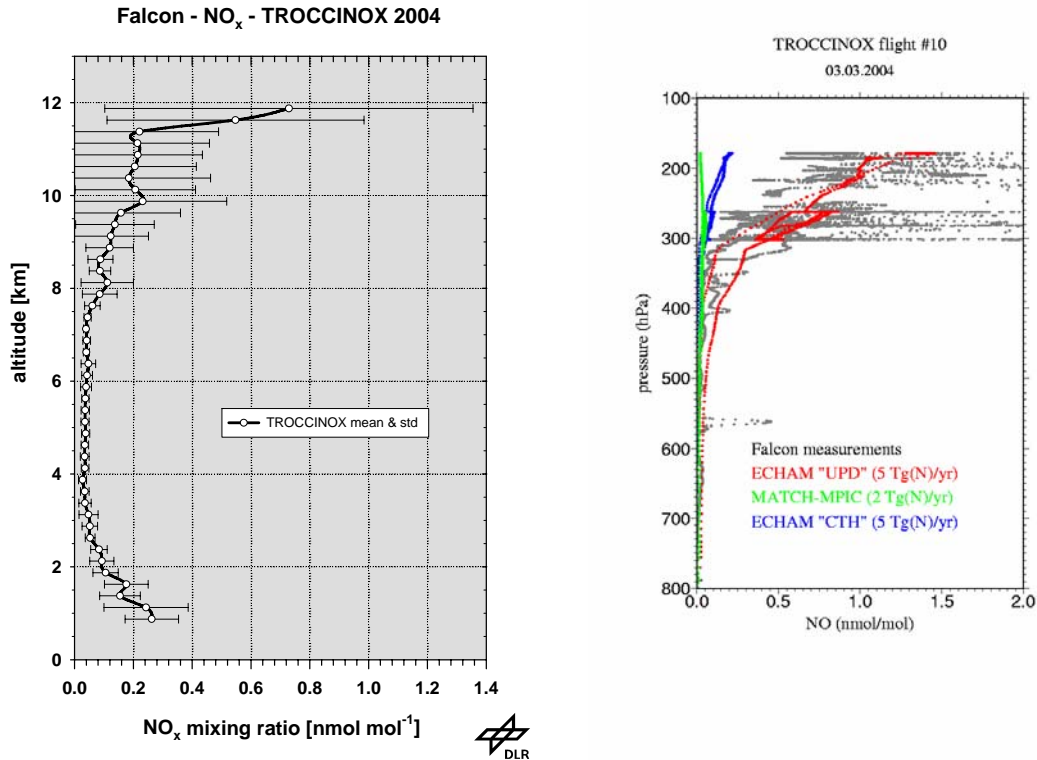 Falcon - NOx - TROCCINOX 2004
12
10
8
6
4
2
0
altitude [km]
TROCCINOX mean & std
0.0 0.2 0.4 0.6 0.8 1.0 1.2 1.4
NOx mixing ratio [nmol mol-1]
DLR
TROCCINOX flight #10
03.03.2004
100
200
300
400
500
600
700
800
pressure (hPa)
Falcon measurements
ECHAM "UPD" (5 Tg(N)/yr)
MATCH-MPIC (2 Tg(N)/yr)
ECHAM "CTH" (5 Tg(N)/yr)
0.0 0.5 1.0 1.5 2.0
NO (nmol/mol)